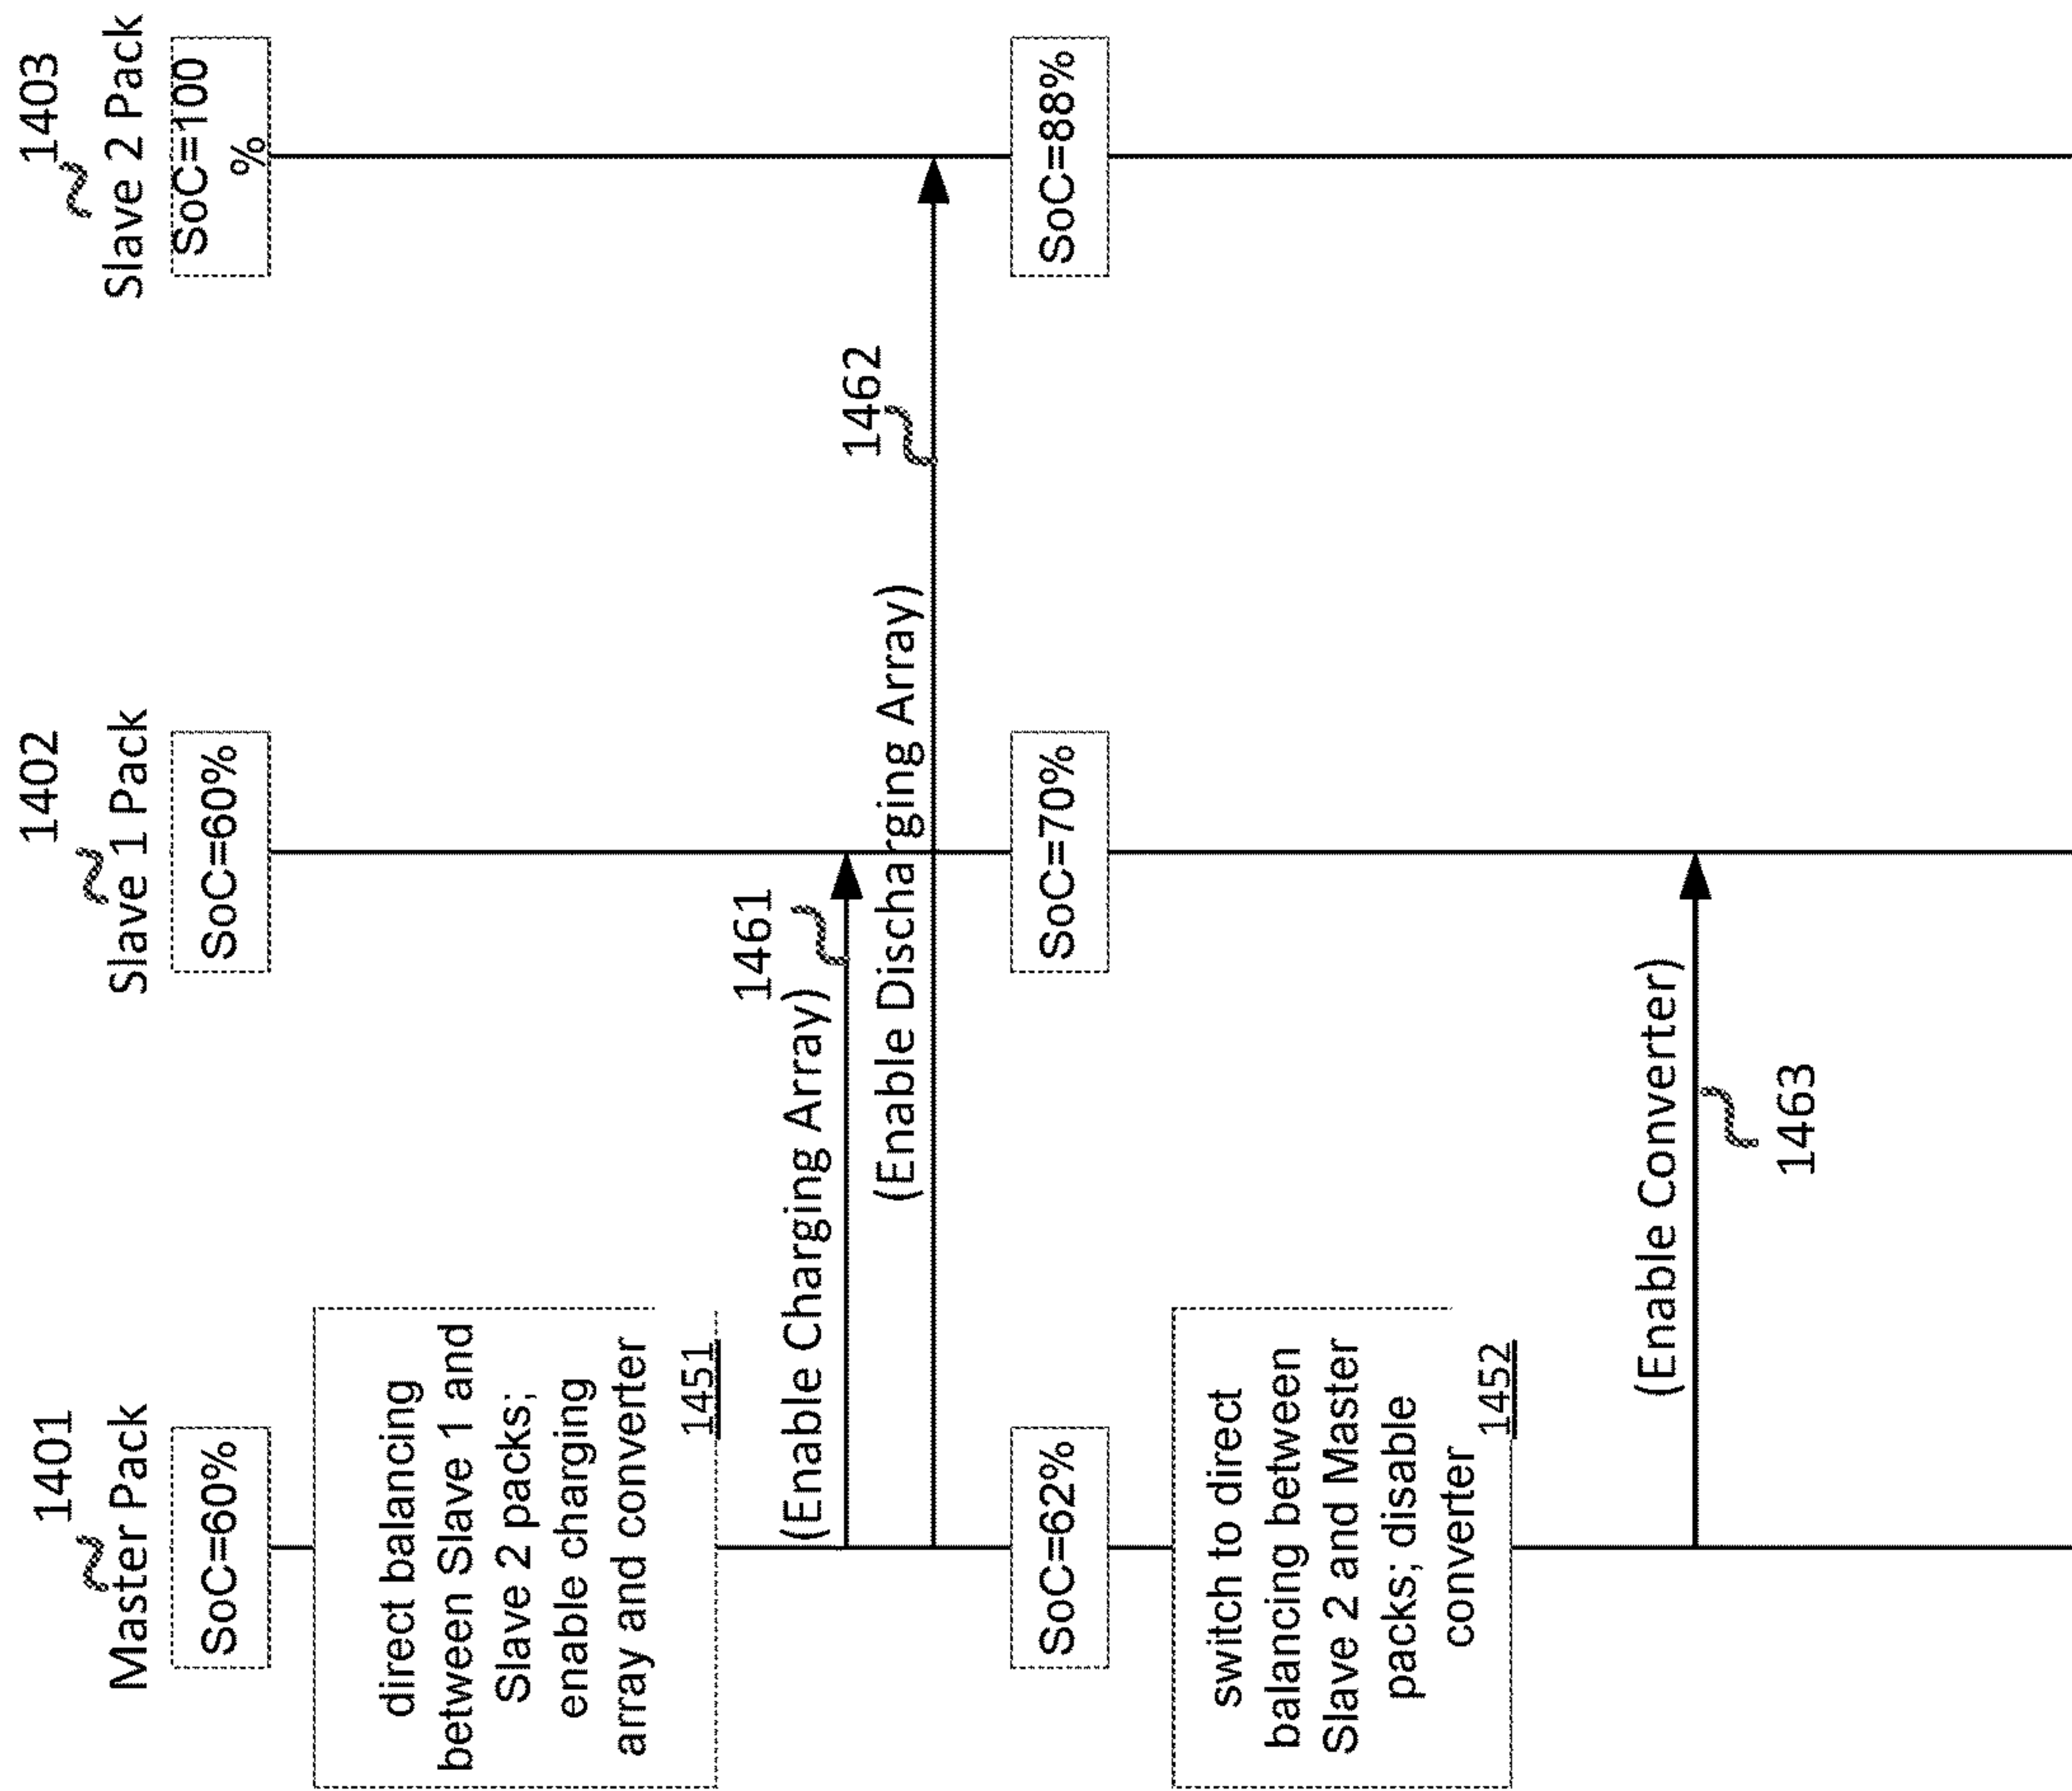 1401
Master Pack
1402
Slave 1 Pack
1403
Slave 2 Pack
SoC=60%
SoC=60%
SoC=100
%
direct balancing
between Slave 1 and
Slave 2 packs;
enable charging
array and converter
1451
(Enable Charging Array)
1461
(Enable Discharging Array)
1462
SoC=62%
SoC=70%
SoC=88%
switch to direct
balancing between
Slave 2 and Master
packs; disable
converter
1452
(Enable Converter)
1463